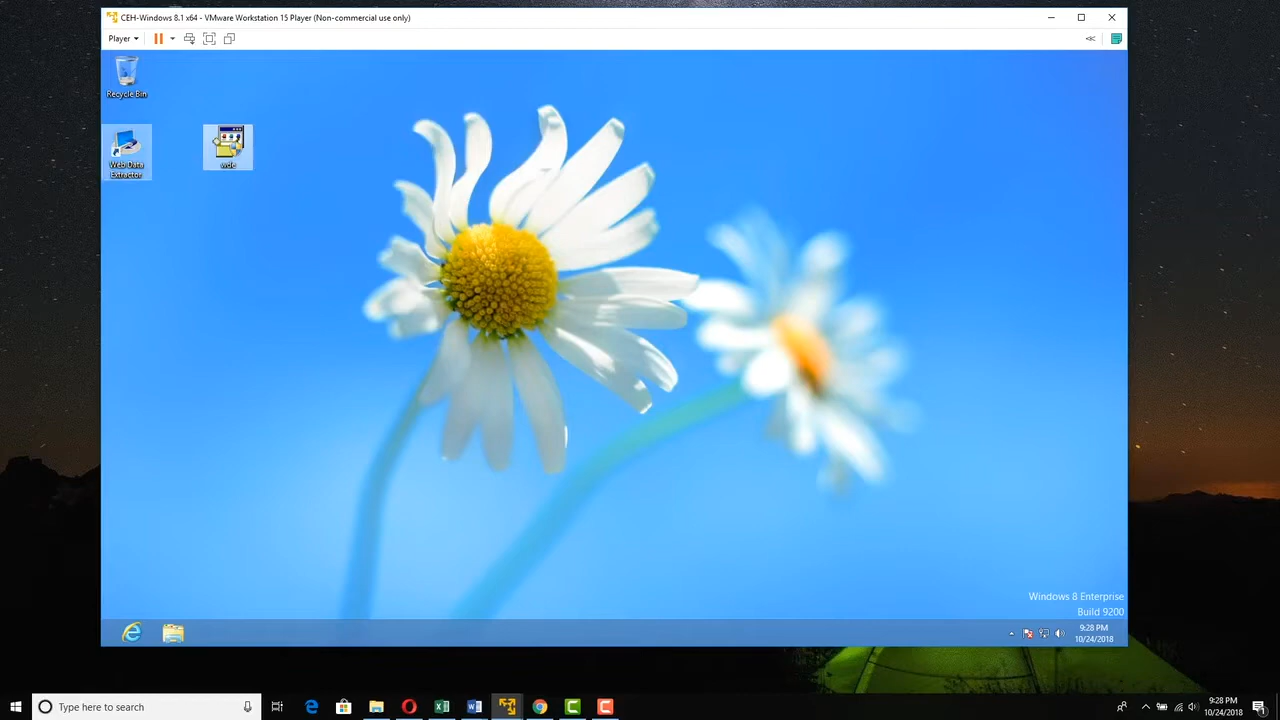 CEH-Windows 8.1 x64 - VMware Workstation 15 Player (Non-commercial use only)
Player
Recycle Bin
Web Data
Extractor
wde
Windows 8 Enterprise
Build 9200
9:28 PM
10/24/2018
Type here to search
9:28 PM
10/24/2018